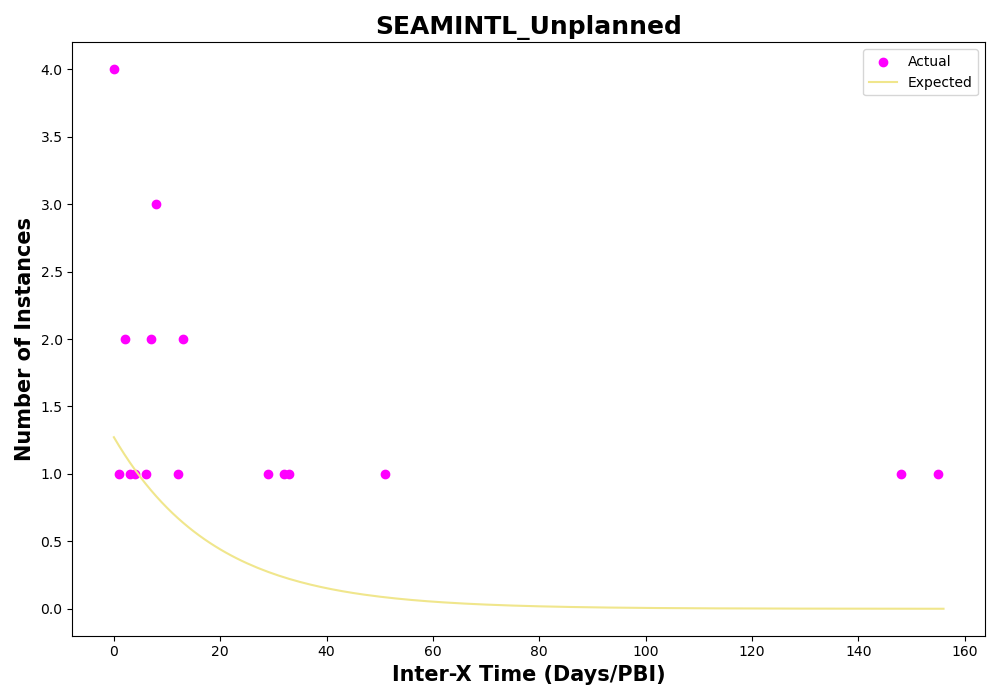 SEAMINTL_Unplanned
Actual
Expected
4.0
3.5
3.0
2.5
2.0
1.5
1.0
0.5
0.0
Number of Instances
0 20 40 60 80 100 120 140 160
Inter-X Time (Days/PBI)